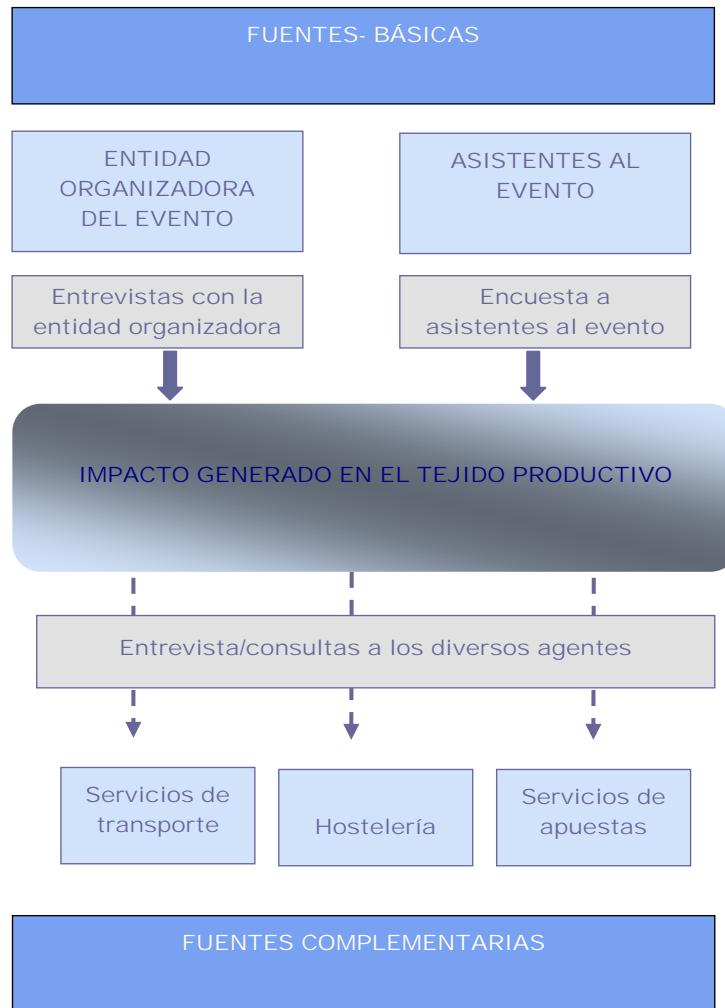 FUENTES- BÁSICAS
ENTIDAD
ORGANIZADORA
DEL EVENTO
ASISTENTES AL
EVENTO
Entrevistas con la
entidad organizadora
Encuesta a
asistentes al evento
IMPACTO GENERADO EN EL TEJIDO PRODUCTIVO
Entrevista/consultas a los diversos agentes
Servicios de
transporte
Hostelería
Servicios de
apuestas
FUENTES COMPLEMENTARIAS